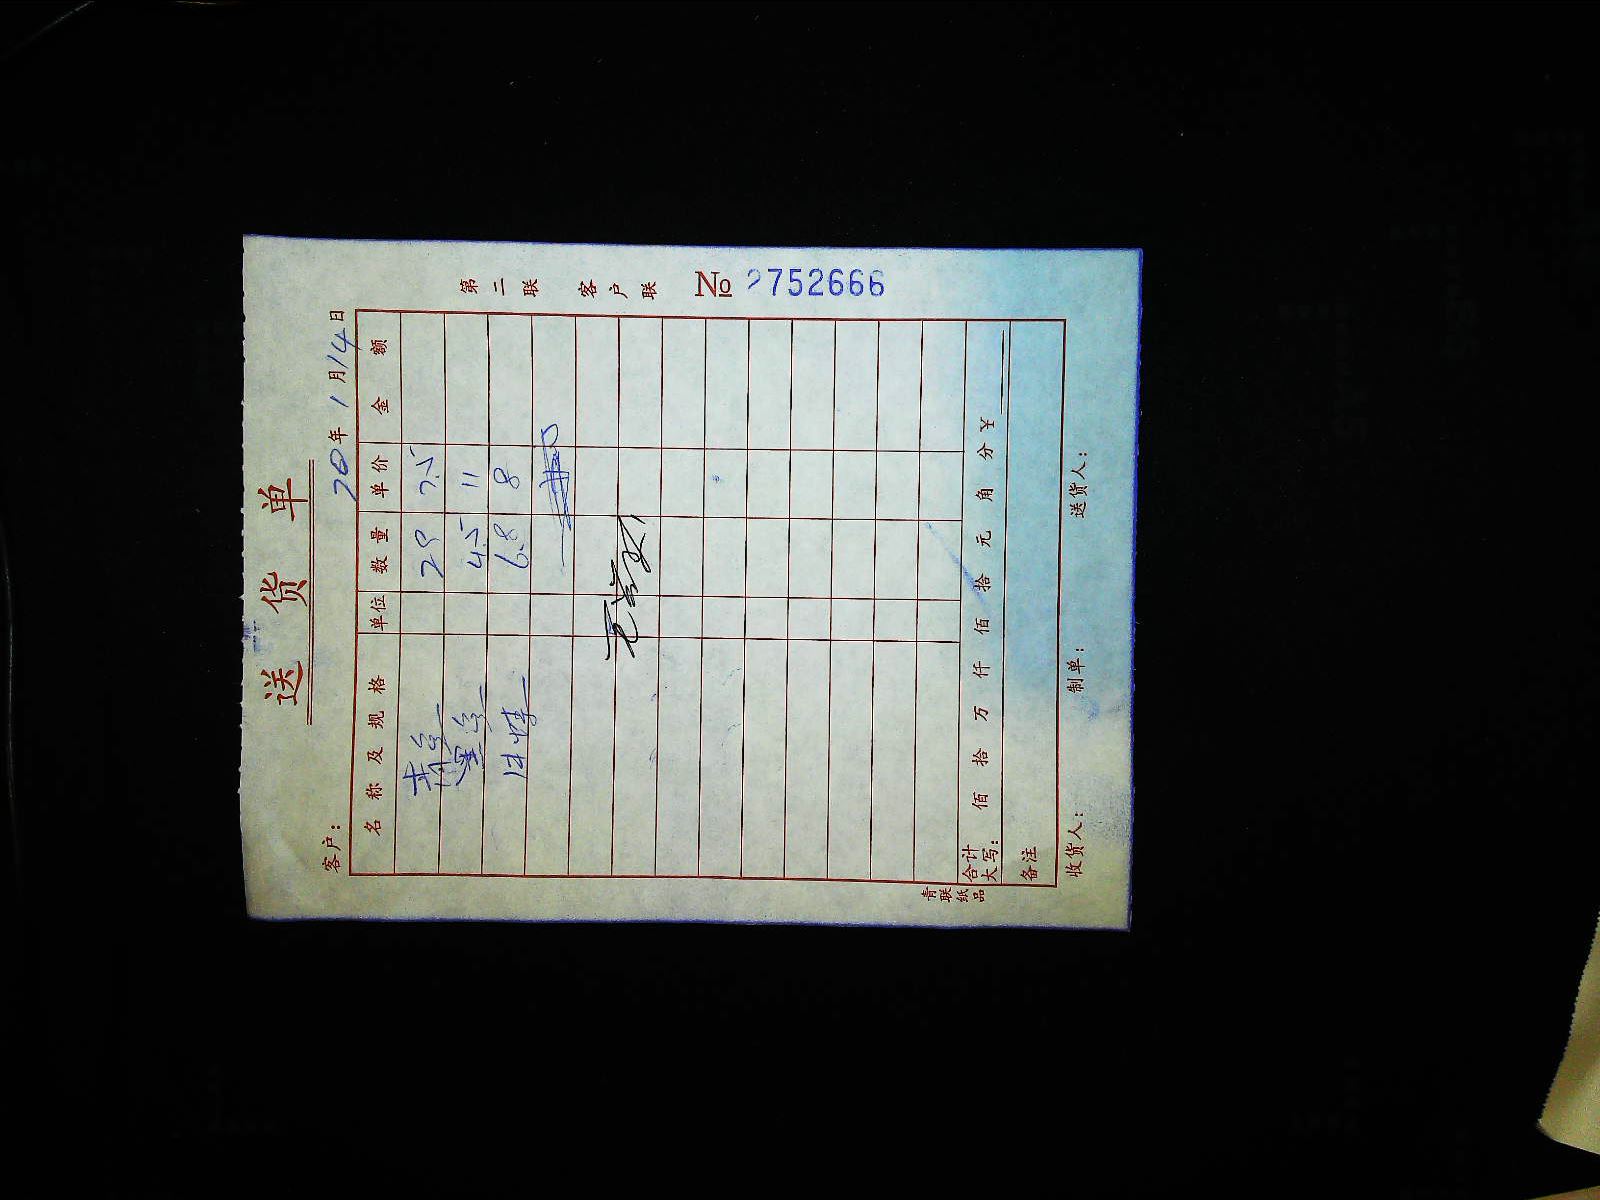 送货单
客户: 20年1月14日
名称及规格 单位 数量 单价 金额
29 7.5
4.5 11
6.8 8
合计大写: 佰 拾 万 仟 佰 拾 元 角 分 ¥
备注
收货人: 制单: 送货人:
第二联 客户联 No 2752666
青联纸品